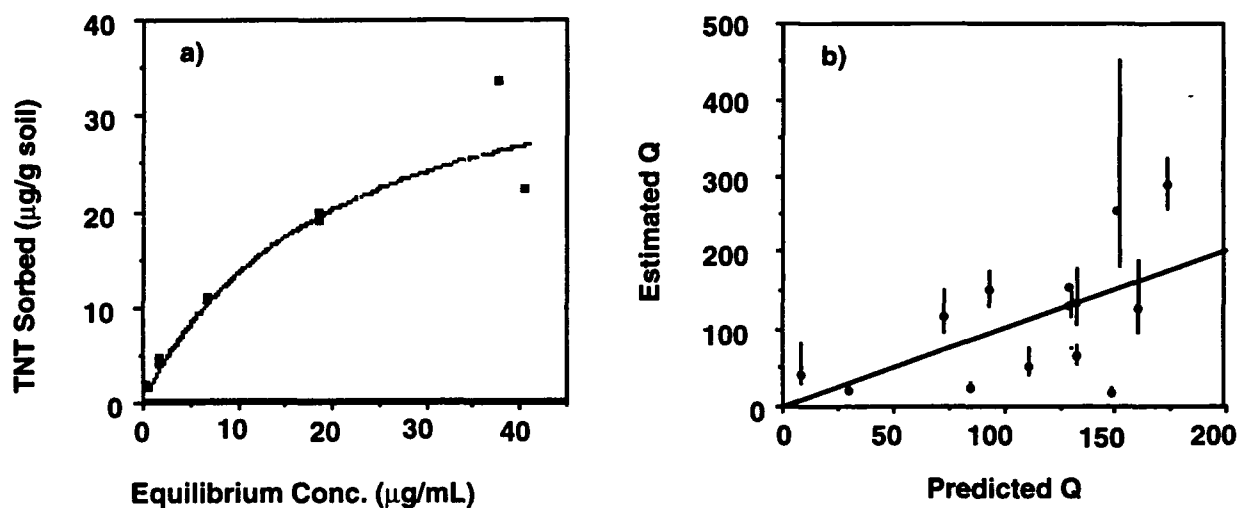 a)
TNT Sorbed (μg/g soil)
40
30
20
10
0
0 10 20 30 40
Equilibrium Conc. (μg/mL)
b)
Estimated Q
500
400
300
200
100
0
0 50 100 150 200
Predicted Q